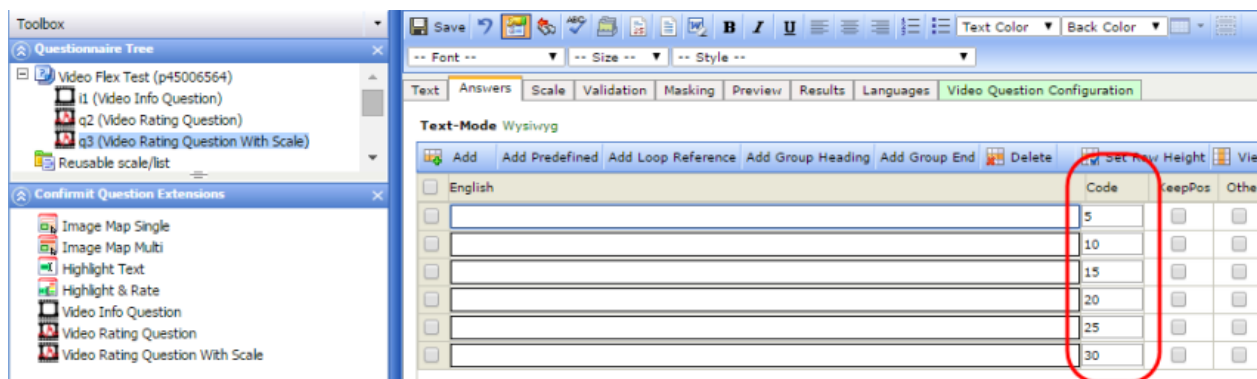 Toolbox
Questionnaire Tree
Video Flex Test (p45006564)
i1 (Video Info Question)
q2 (Video Rating Question)
q3 (Video Rating Question With Scale)
Reusable scale/list
Confirmit Question Extensions
Image Map Single
Image Map Multi
Highlight Text
Highlight & Rate
Video Info Question
Video Rating Question
Video Rating Question With Scale
Save ABC B I U Text Color Back Color
-- Font -- -- Size -- -- Style --
Text Answers Scale Validation Masking Preview Results Languages Video Question Configuration
Text-Mode Wysiwyg
Add Add Predefined Add Loop Reference Add Group Heading Add Group End Delete Set Row Height Vie
English Code KeepPos Othe
5
10
15
20
25
30